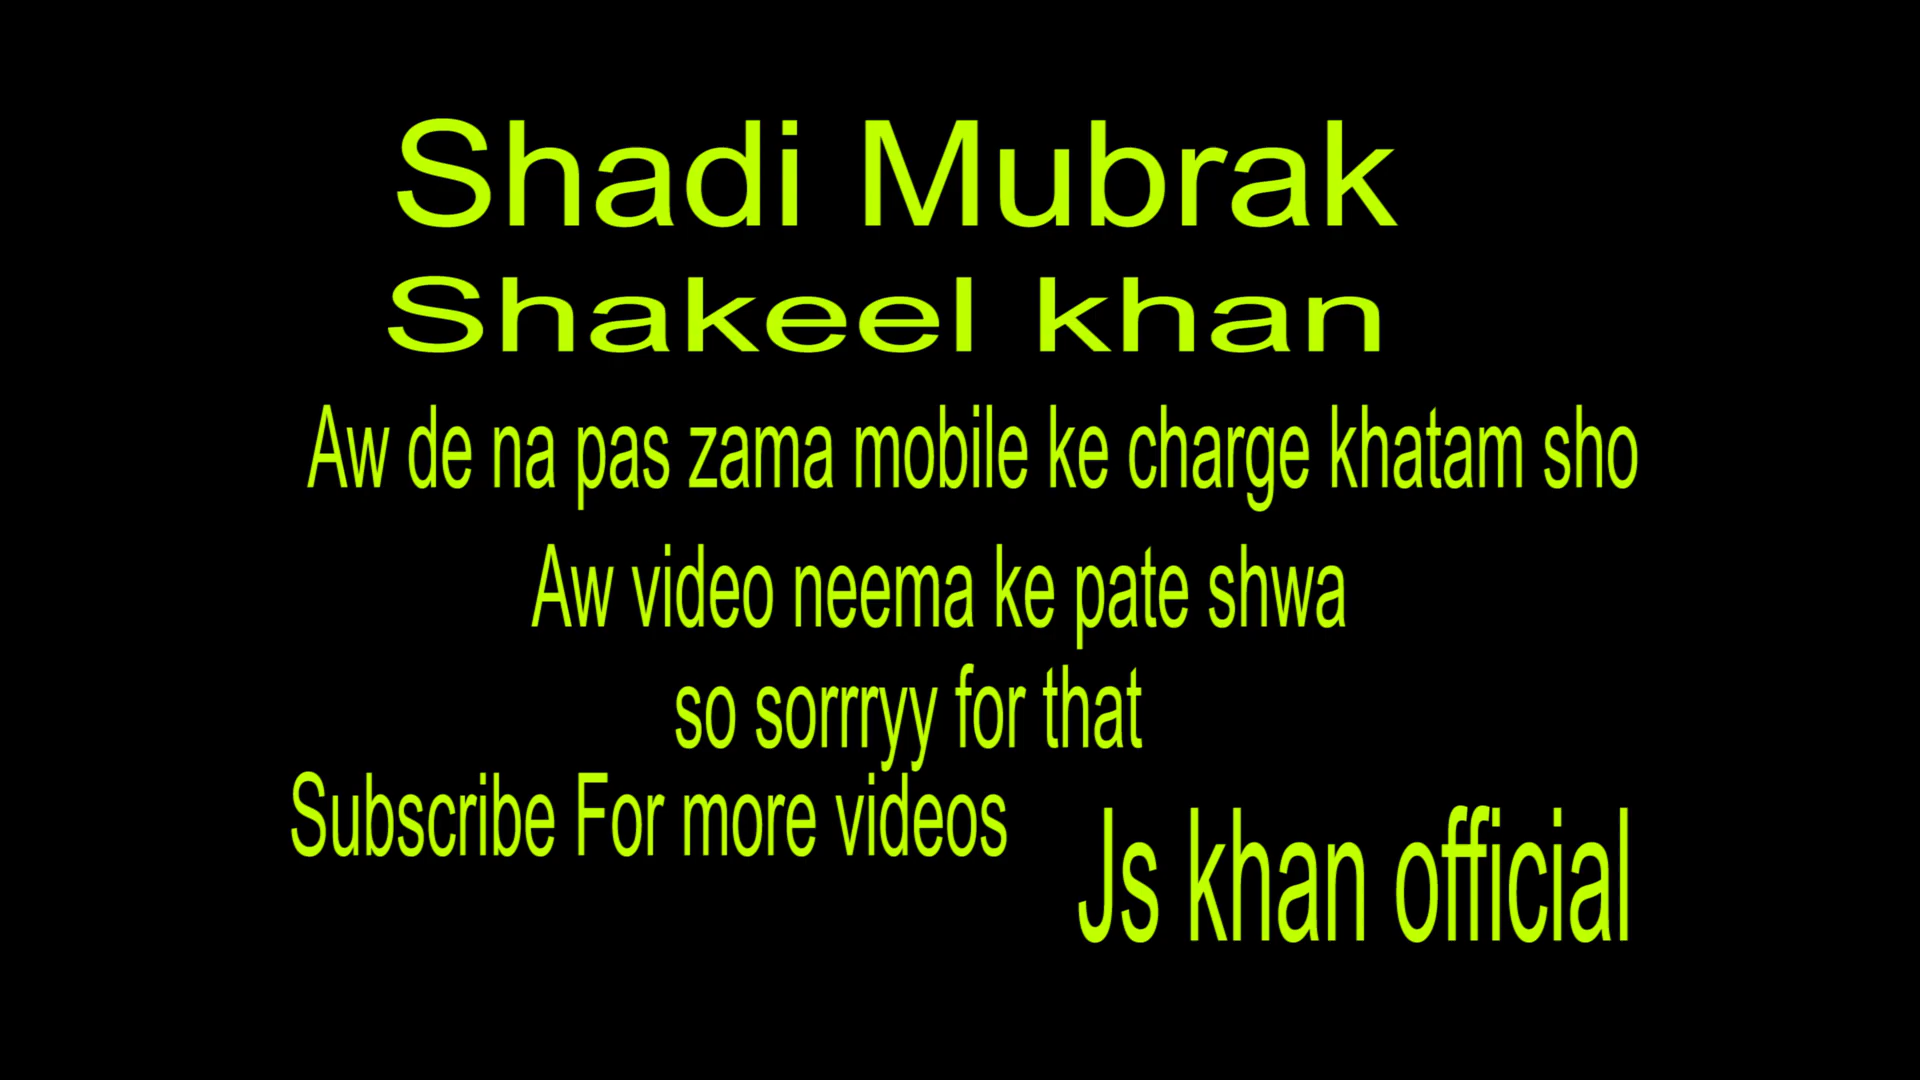 Shadi Mubrak
Shakeel khan
Aw de na pas zama mobile ke charge khatam sho
Aw video neema ke pate shwa
so sorrryy for that
Subscribe For more videos
Js khan official